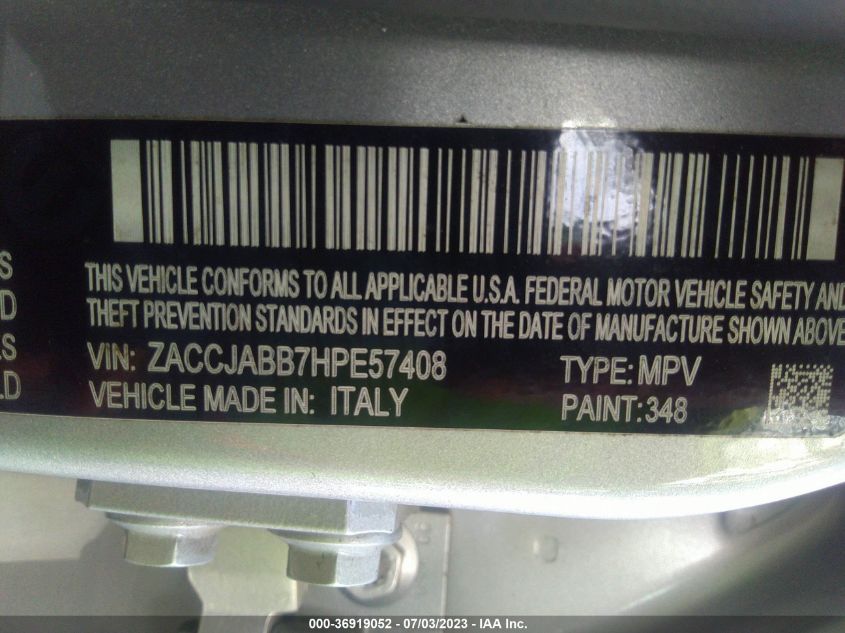 THIS VEHICLE CONFORMS TO ALL APPLICABLE U.S.A. FEDERAL MOTOR VEHICLE SAFETY AND
THEFT PREVENTION STANDARDS IN EFFECT ON THE DATE OF MANUFACTURE SHOWN ABOVE
VIN: ZACCJABB7HPE57408 TYPE: MPV
VEHICLE MADE IN: ITALY PAINT: 348
000-36919052 - 07/03/2023 - IAA Inc.